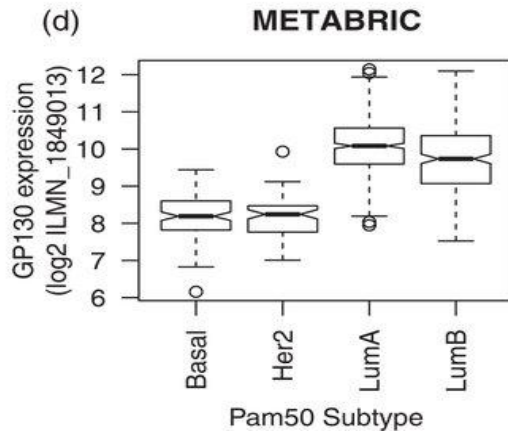 (d)
METABRIC
GP130 expression
(log2 ILMN_1849013)
12
11
10
9
8
7
6
Basal
Her2
LumA
LumB
Pam50 Subtype